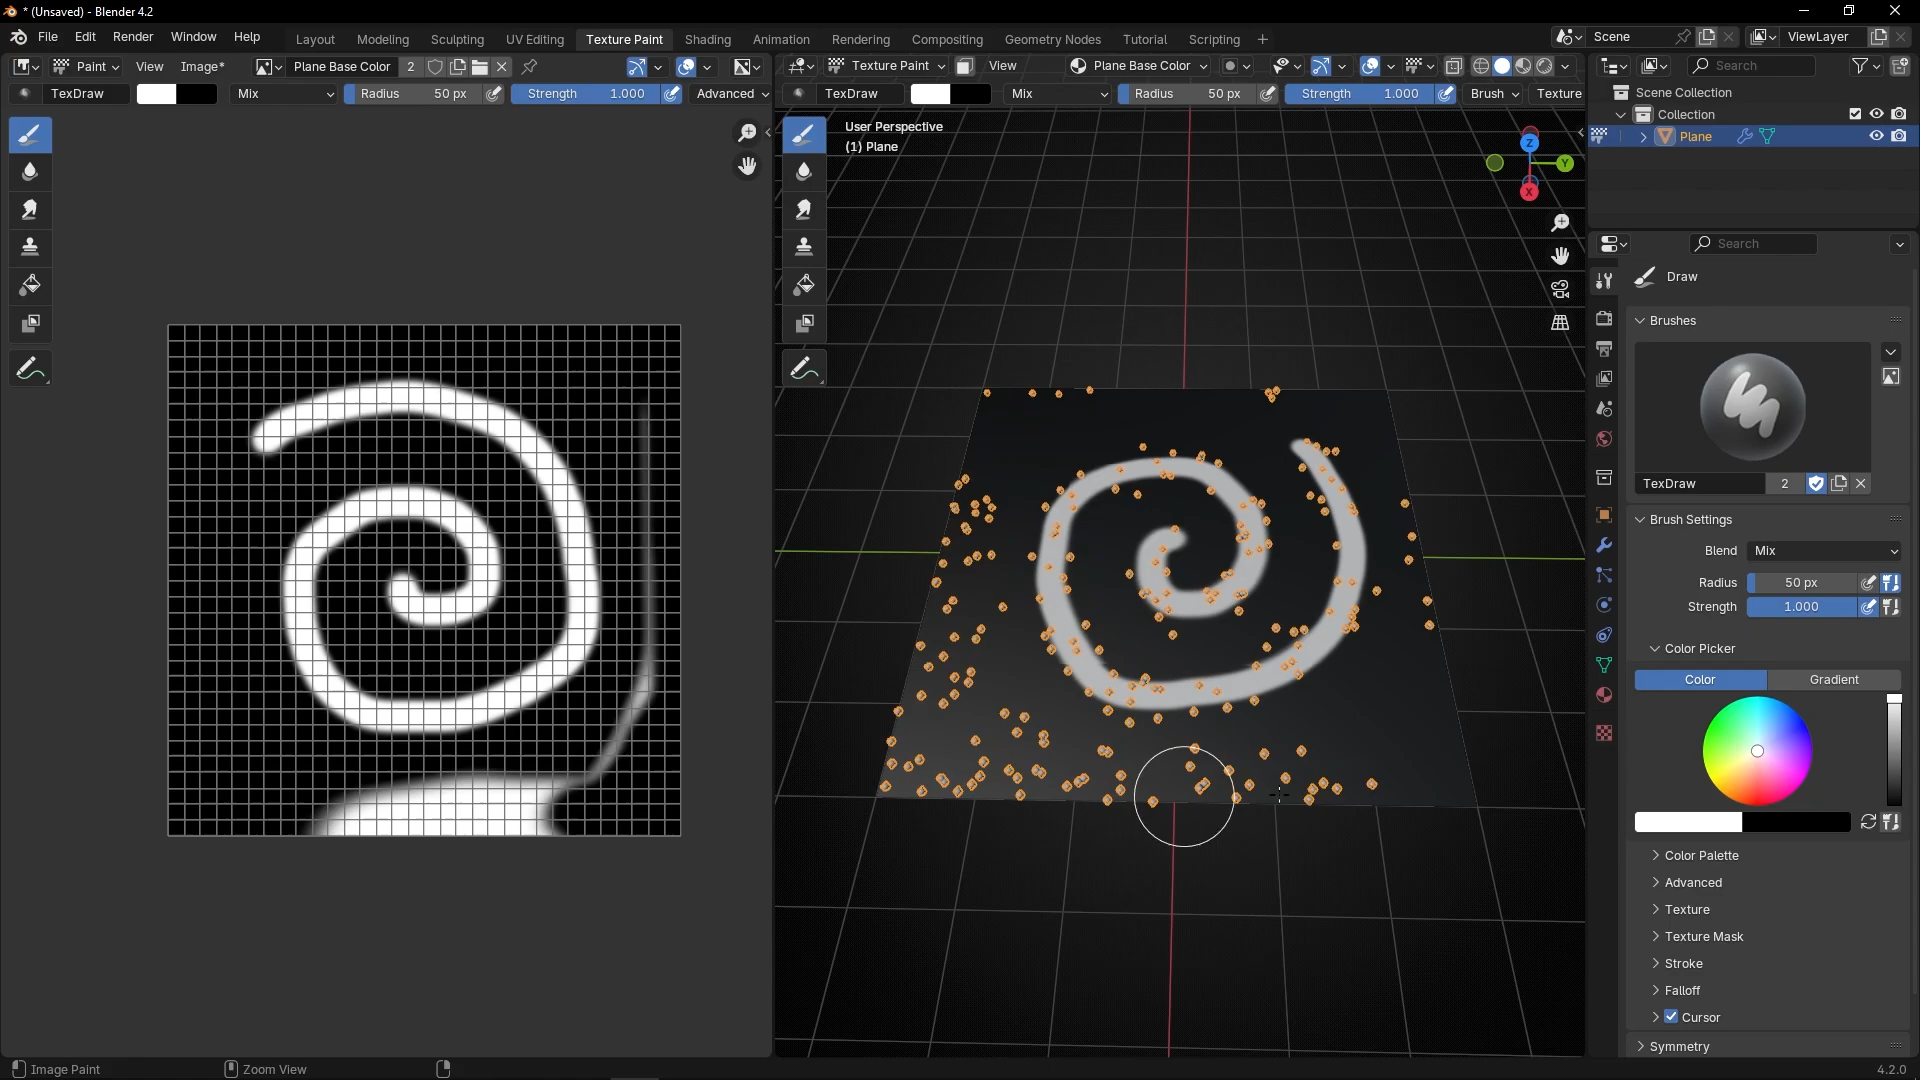 * (Unsaved) - Blender 4.2
File Edit Render Window Help Layout Modeling Sculpting UV Editing Texture Paint Shading Animation Rendering Compositing Geometry Nodes Tutorial Scripting + Scene ViewLayer
Paint View Image* Plane Base Color 2 Texture Paint View Plane Base Color Search
TexDraw Mix Radius 50 px Strength 1.000 Advanced TexDraw Mix Radius 50 px Strength 1.000 Brush Texture
Scene Collection
Collection
Plane
User Perspective
(1) Plane
Z
Y
X
Search
Draw
Brushes
TexDraw 2
Brush Settings
Blend Mix
Radius 50 px
Strength 1.000
Color Picker
Color Gradient
Color Palette
Advanced
Texture
Texture Mask
Stroke
Falloff
Cursor
Symmetry
Image Paint Zoom View 4.2.0